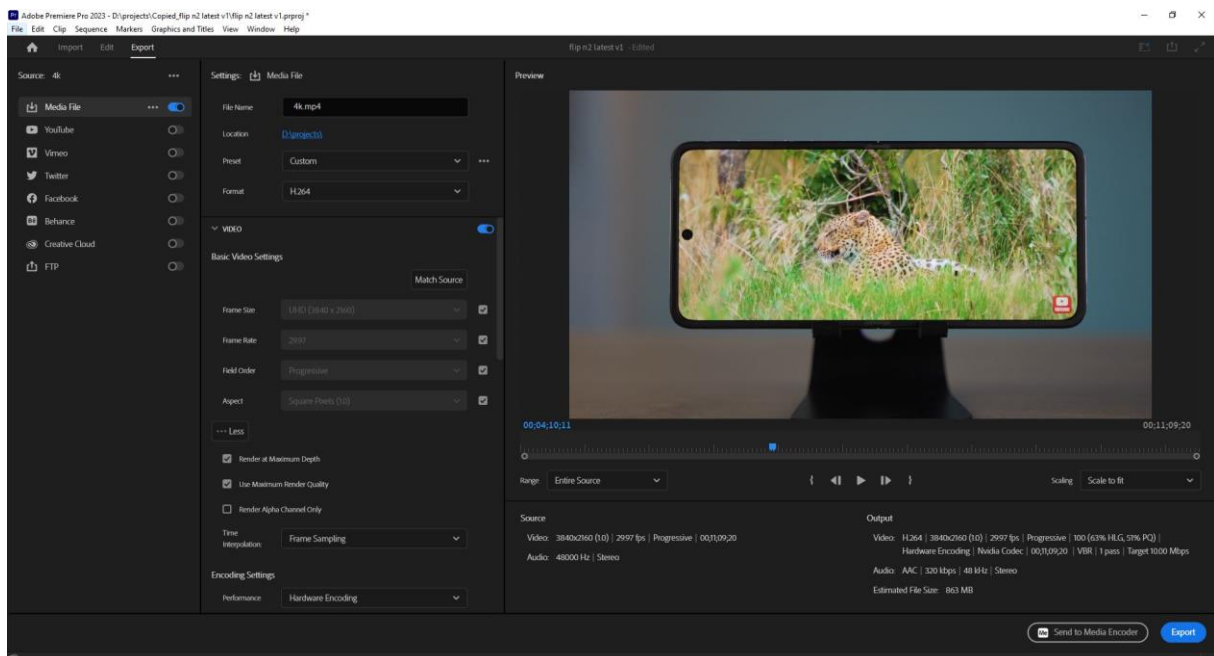 Adobe Premiere Pro 2023 - D:\projects\Copied_flip n2 latest v1\flip n2 latest v1.prproj *
File Edit Clip Sequence Markers Graphics and Titles View Window Help
Import Edit Export
flip n2 latest v1 - Edited
Source: 4k
Media File
YouTube
Vimeo
Twitter
Facebook
Behance
Creative Cloud
FTP
Settings: Media File
File Name 4k.mp4
Location D:\projects\
Preset Custom
Format H.264
VIDEO
Basic Video Settings
Match Source
Frame Size UHD (3840 x 2160)
Frame Rate 29.97
Field Order Progressive
Aspect Square Pixels (1.0)
··· Less
Render at Maximum Depth
Use Maximum Render Quality
Render Alpha Channel Only
Time
Interpolation: Frame Sampling
Encoding Settings
Performance Hardware Encoding
Preview
00;04;10;11 00;11;09;20
Range Entire Source
Scaling Scale to fit
Source
Video: 3840x2160 (1.0) | 29.97 fps | Progressive | 00;11;09;20
Audio: 48000 Hz | Stereo
Output
Video: H.264 | 3840x2160 (1.0) | 29.97 fps | Progressive | 100 (63% HLG, 51% PQ) |
Hardware Encoding | Nvidia Codec | 00;11;09;20 | VBR | 1 pass | Target 10.00 Mbps
Audio: AAC | 320 kbps | 48 kHz | Stereo
Estimated File Size: 863 MB
Me Send to Media Encoder Export